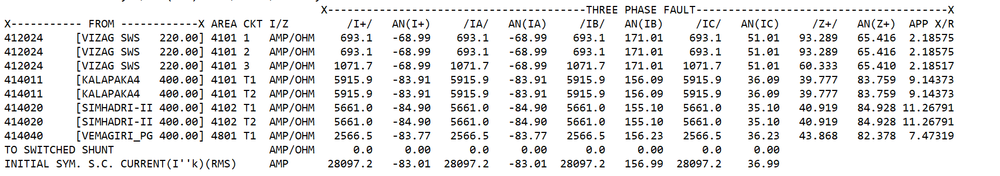 X----------------------------------------THREE PHASE FAULT---------------------------------------X
X----------- FROM ------------X AREA CKT I/Z /I+/ AN(I+) /IA/ AN(IA) /IB/ AN(IB) /IC/ AN(IC) /Z+/ AN(Z+) APP X/R
412024 [VIZAG SWS 220.00] 4101 1 AMP/OHM 693.1 -68.99 693.1 -68.99 693.1 171.01 693.1 51.01 93.289 65.416 2.18575
412024 [VIZAG SWS 220.00] 4101 2 AMP/OHM 693.1 -68.99 693.1 -68.99 693.1 171.01 693.1 51.01 93.289 65.416 2.18575
412024 [VIZAG SWS 220.00] 4101 3 AMP/OHM 1071.7 -68.99 1071.7 -68.99 1071.7 171.01 1071.7 51.01 60.333 65.410 2.18517
414011 [KALAPAKA4 400.00] 4101 T1 AMP/OHM 5915.9 -83.91 5915.9 -83.91 5915.9 156.09 5915.9 36.09 39.777 83.759 9.14373
414011 [KALAPAKA4 400.00] 4101 T2 AMP/OHM 5915.9 -83.91 5915.9 -83.91 5915.9 156.09 5915.9 36.09 39.777 83.759 9.14373
414020 [SIMHADRI-II 400.00] 4102 T1 AMP/OHM 5661.0 -84.90 5661.0 -84.90 5661.0 155.10 5661.0 35.10 40.919 84.928 11.26791
414020 [SIMHADRI-II 400.00] 4102 T2 AMP/OHM 5661.0 -84.90 5661.0 -84.90 5661.0 155.10 5661.0 35.10 40.919 84.928 11.26791
414040 [VEMAGIRI_PG 400.00] 4801 T1 AMP/OHM 2566.5 -83.77 2566.5 -83.77 2566.5 156.23 2566.5 36.23 43.868 82.378 7.47319
TO SWITCHED SHUNT AMP/OHM 0.0 0.00 0.0 0.00 0.0 0.00 0.0 0.00
INITIAL SYM. S.C. CURRENT(I''k)(RMS) AMP 28097.2 -83.01 28097.2 -83.01 28097.2 156.99 28097.2 36.99